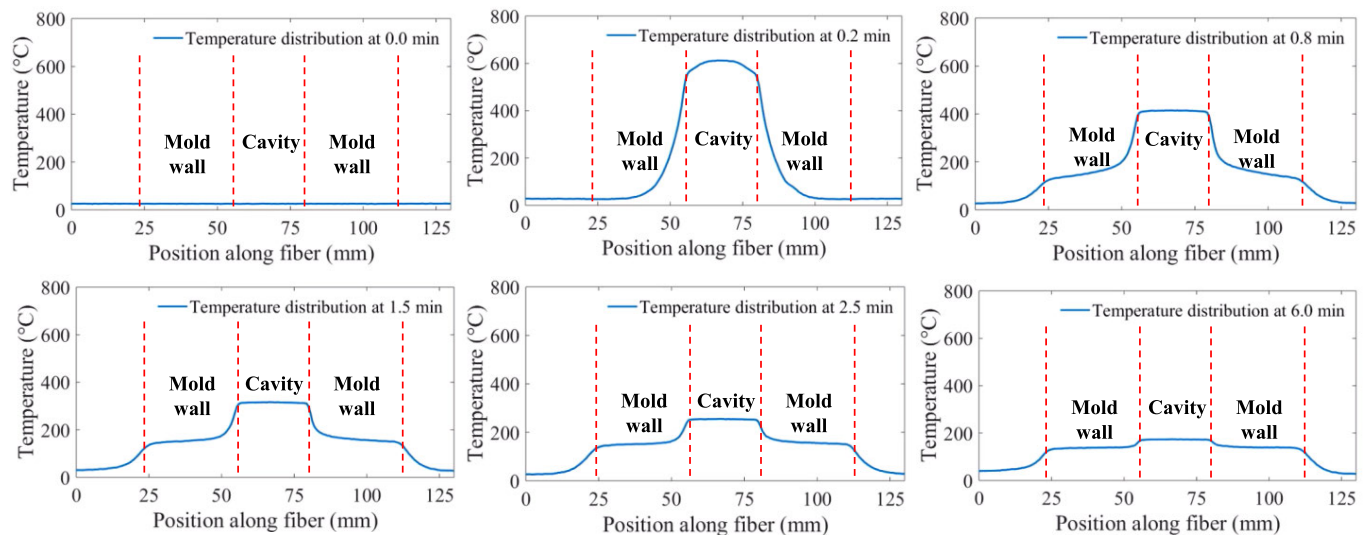 800
600
400
200
0
Temperature (°C)
Temperature distribution at 0.0 min
Mold
wall
Cavity
Mold
wall
0 25 50 75 100 125
Position along fiber (mm)
800
600
400
200
0
Temperature (°C)
Temperature distribution at 0.2 min
Mold
wall
Cavity
Mold
wall
0 25 50 75 100 125
Position along fiber (mm)
800
600
400
200
0
Temperature (°C)
Temperature distribution at 0.8 min
Mold
wall
Cavity
Mold
wall
0 25 50 75 100 125
Position along fiber (mm)
800
600
400
200
0
Temperature (°C)
Temperature distribution at 1.5 min
Mold
wall
Cavity
Mold
wall
0 25 50 75 100 125
Position along fiber (mm)
800
600
400
200
0
Temperature (°C)
Temperature distribution at 2.5 min
Mold
wall
Cavity
Mold
wall
0 25 50 75 100 125
Position along fiber (mm)
800
600
400
200
0
Temperature (°C)
Temperature distribution at 6.0 min
Mold
wall
Cavity
Mold
wall
0 25 50 75 100 125
Position along fiber (mm)